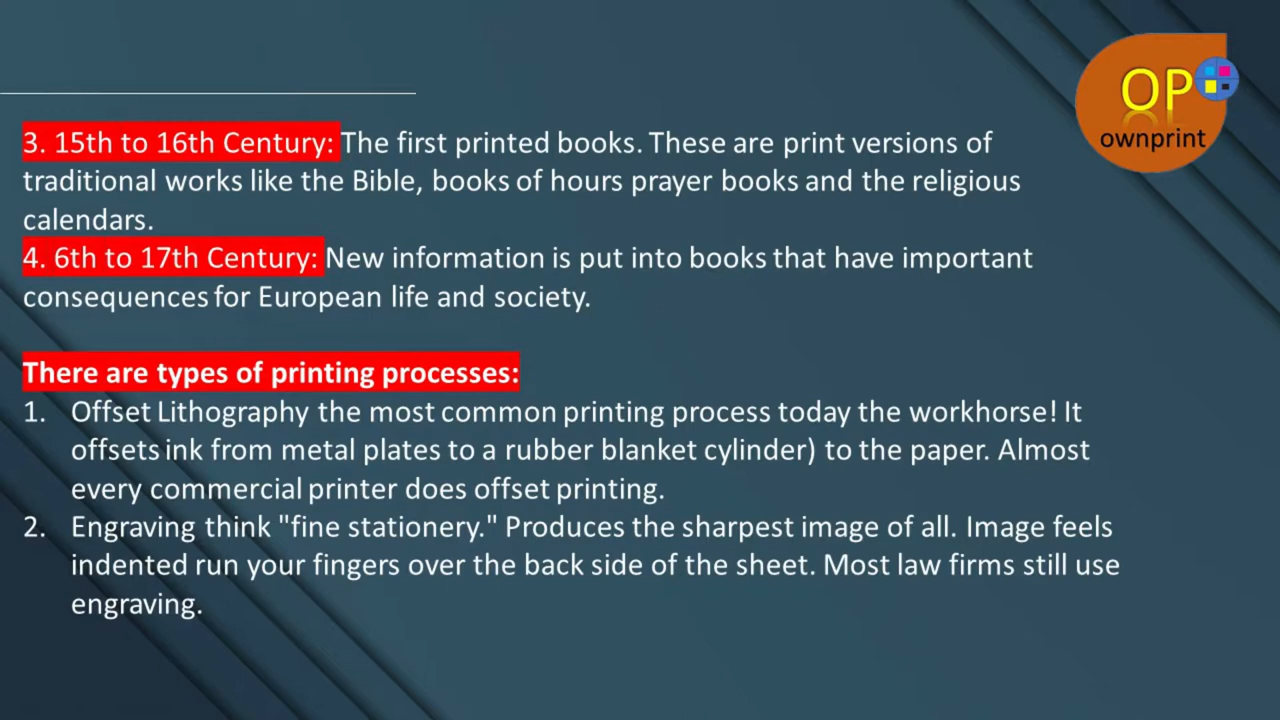 OP
ownprint
3. 15th to 16th Century: The first printed books. These are print versions of
traditional works like the Bible, books of hours prayer books and the religious
calendars.
4. 6th to 17th Century: New information is put into books that have important
consequences for European life and society.
There are types of printing processes:
1. Offset Lithography the most common printing process today the workhorse! It
offsets ink from metal plates to a rubber blanket cylinder) to the paper. Almost
every commercial printer does offset printing.
2. Engraving think "fine stationery." Produces the sharpest image of all. Image feels
indented run your fingers over the back side of the sheet. Most law firms still use
engraving.